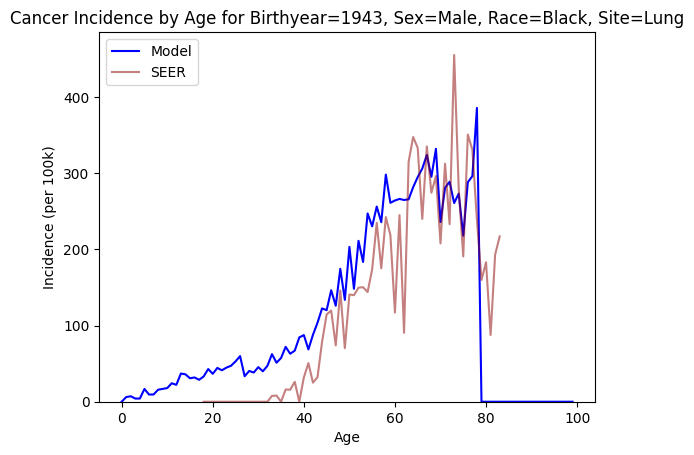 Cancer Incidence by Age for Birthyear=1943, Sex=Male, Race=Black, Site=Lung
Model
SEER
400
300
200
100
0
Incidence (per 100k)
0 20 40 60 80 100
Age